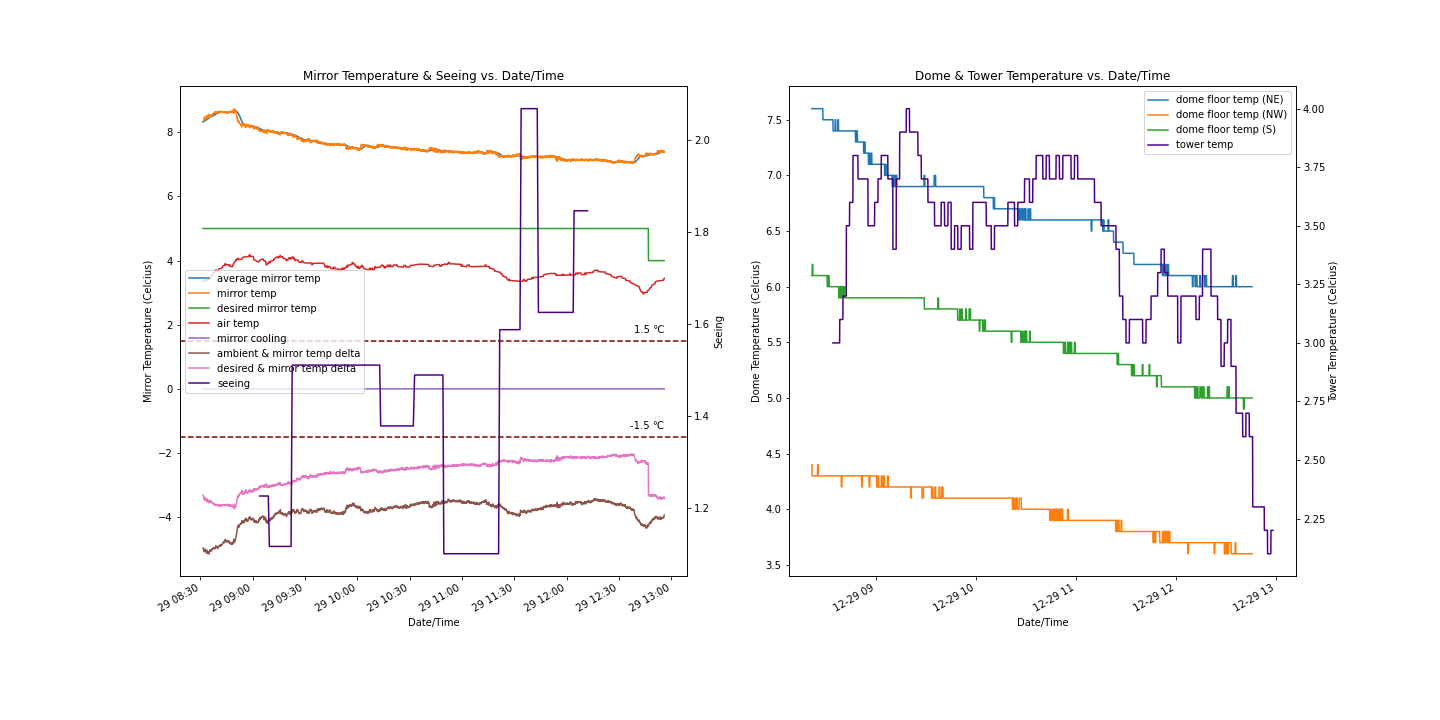 Mirror Temperature & Seeing vs. Date/Time
Mirror Temperature (Celcius)
8
6
4
2
0
−2
−4
average mirror temp
mirror temp
desired mirror temp
air temp
mirror cooling
ambient & mirror temp delta
desired & mirror temp delta
seeing
1.5 °C
-1.5 °C
2.0
1.8
1.6
1.4
1.2
Seeing
29 08:30
29 09:00
29 09:30
29 10:00
29 10:30
29 11:00
29 11:30
29 12:00
29 12:30
29 13:00
Date/Time
Dome & Tower Temperature vs. Date/Time
Dome Temperature (Celcius)
7.5
7.0
6.5
6.0
5.5
5.0
4.5
4.0
3.5
dome floor temp (NE)
dome floor temp (NW)
dome floor temp (S)
tower temp
4.00
3.75
3.50
3.25
3.00
2.75
2.50
2.25
Tower Temperature (Celcius)
12-29 09
12-29 10
12-29 11
12-29 12
12-29 13
Date/Time